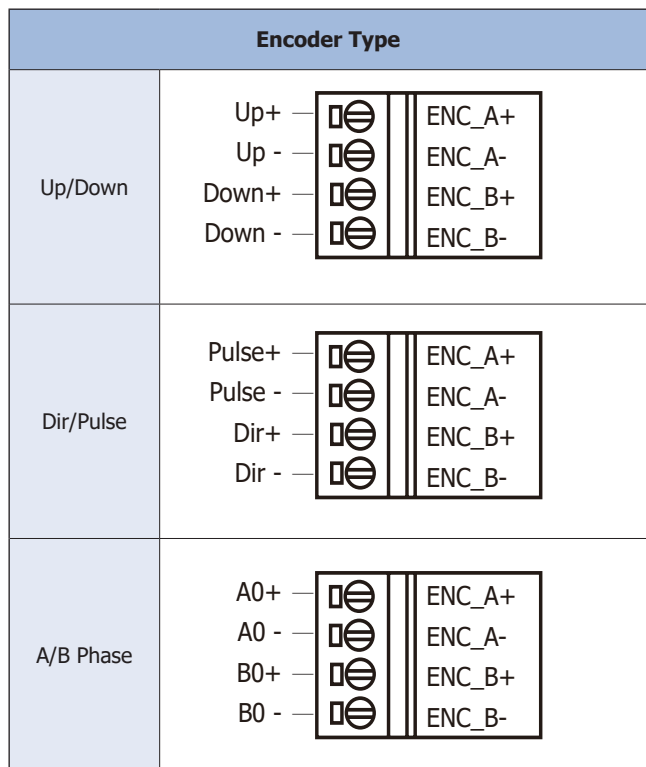 Encoder Type
Up/Down
Up+ ENC_A+
Up - ENC_A-
Down+ ENC_B+
Down - ENC_B-
Dir/Pulse
Pulse+ ENC_A+
Pulse - ENC_A-
Dir+ ENC_B+
Dir - ENC_B-
A/B Phase
A0+ ENC_A+
A0 - ENC_A-
B0+ ENC_B+
B0 - ENC_B-